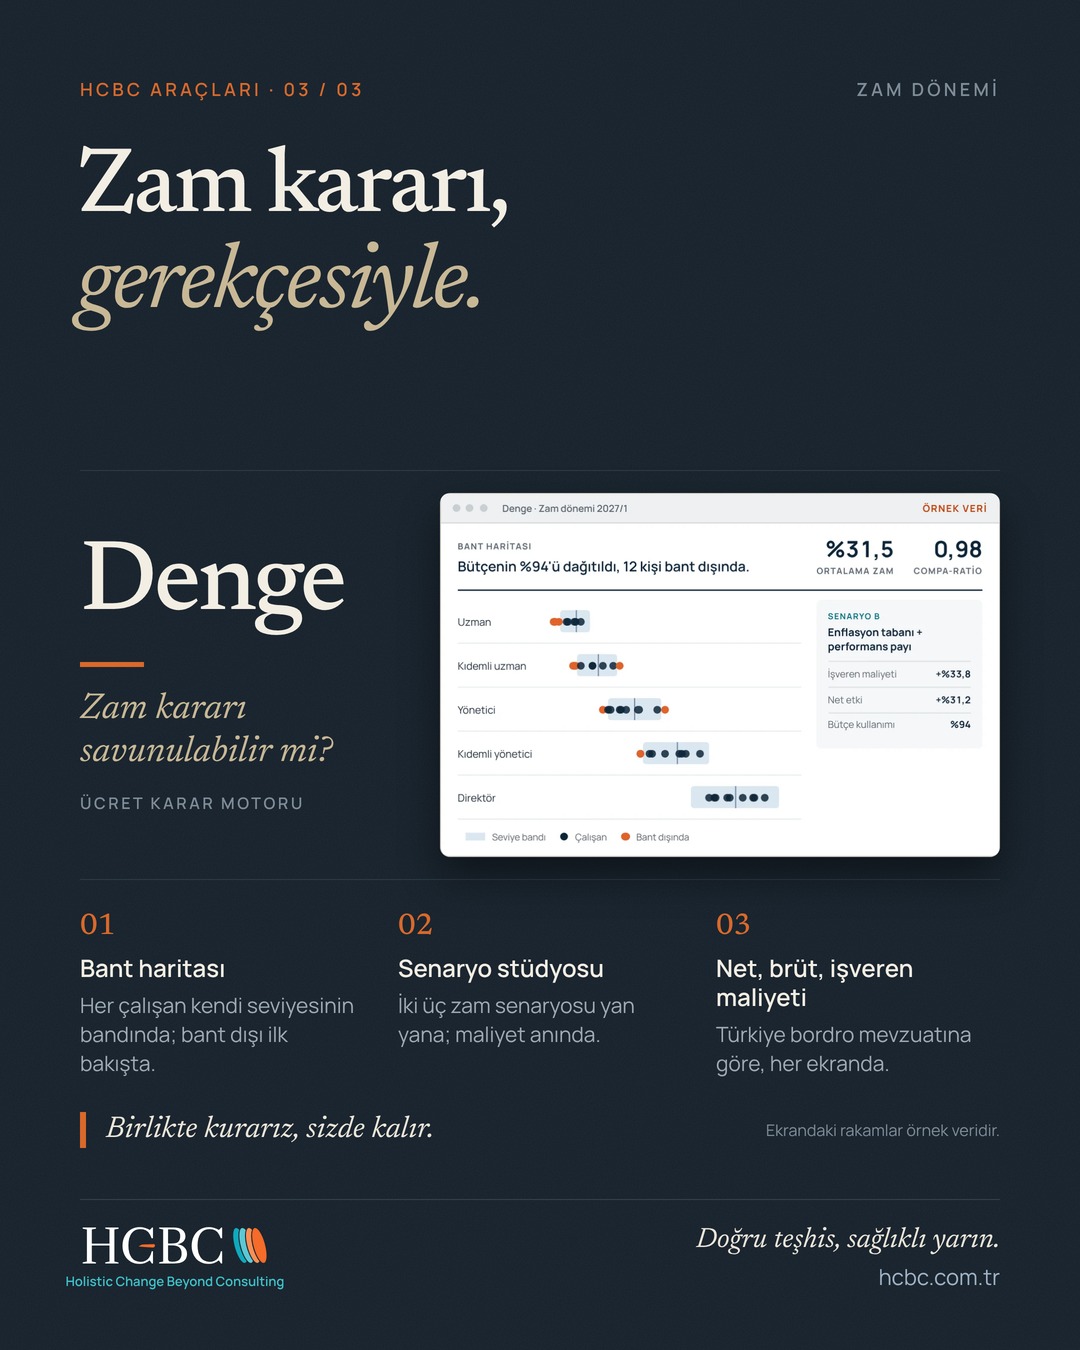 HCBC ARAÇLARI · 03 / 03
ZAM DÖNEMİ
Zam kararı,
gerekçesiyle.
Denge
Zam kararı
savunulabilir mi?
ÜCRET KARAR MOTORU
Denge · Zam dönemi 2027/1
ÖRNEK VERİ
BANT HARİTASI
Bütçenin %94'ü dağıtıldı, 12 kişi bant dışında.
%31,5
ORTALAMA ZAM
0,98
COMPA-RATİO
Uzman
Kıdemli uzman
Yönetici
Kıdemli yönetici
Direktör
Seviye bandı
Çalışan
Bant dışında
SENARYO B
Enflasyon tabanı +
performans payı
İşveren maliyeti +%33,8
Net etki +%31,2
Bütçe kullanımı %94
01
Bant haritası
Her çalışan kendi seviyesinin
bandında; bant dışı ilk
bakışta.
02
Senaryo stüdyosu
İki üç zam senaryosu yan
yana; maliyet anında.
03
Net, brüt, işveren
maliyeti
Türkiye bordro mevzuatına
göre, her ekranda.
Birlikte kurarız, sizde kalır.
Ekrandaki rakamlar örnek veridir.
HCBC
Holistic Change Beyond Consulting
Doğru teşhis, sağlıklı yarın.
hcbc.com.tr